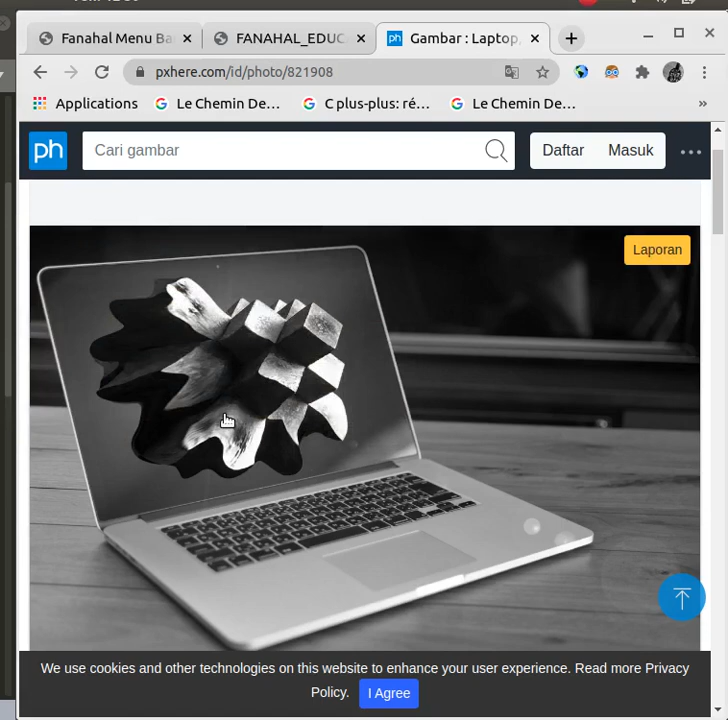 Fanahal Menu Ba
FANAHAL_EDUC
Gambar : Laptop,
pxhere.com/id/photo/821908
Applications
Le Chemin De...
C plus-plus: ré...
Le Chemin De...
»
ph
Cari gambar
Daftar
Masuk
Laporan
We use cookies and other technologies on this website to enhance your user experience. Read more Privacy
Policy.
I Agree